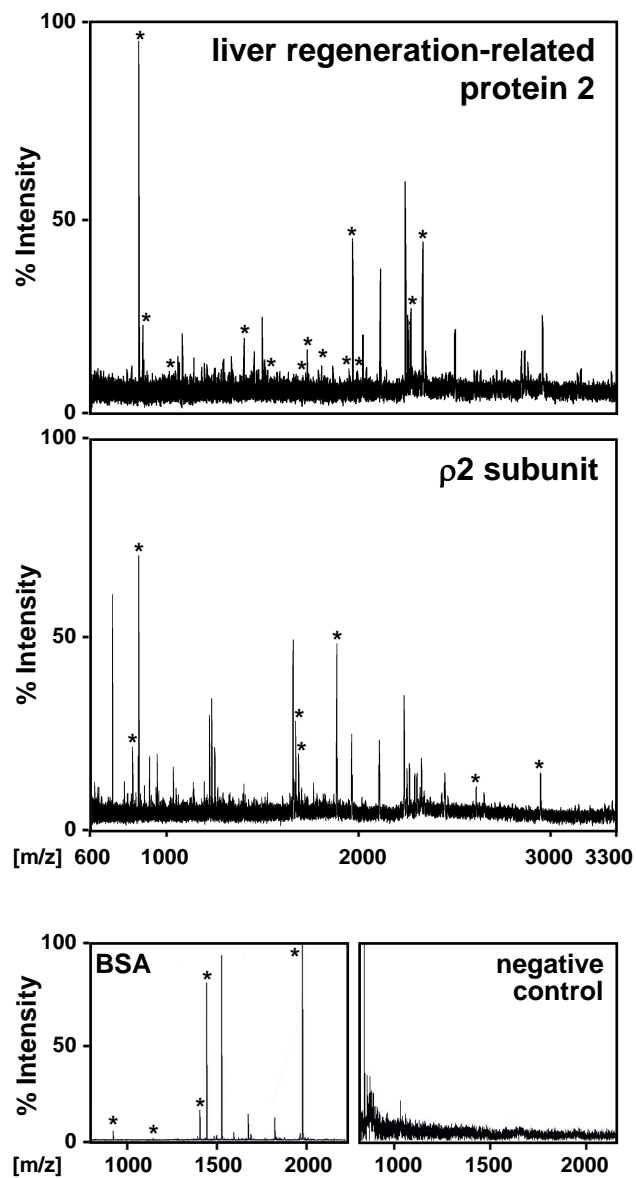 100
liver regeneration-related
protein 2
% Intensity
50
0
* * * * * * * * * * * * *
100
ρ2 subunit
% Intensity
50
0
* * * * * * *
[m/z] 600 1000 2000 3000 3300
100
BSA
negative
control
% Intensity
50
0
* * * * *
[m/z] 1000 1500 2000 1000 1500 2000